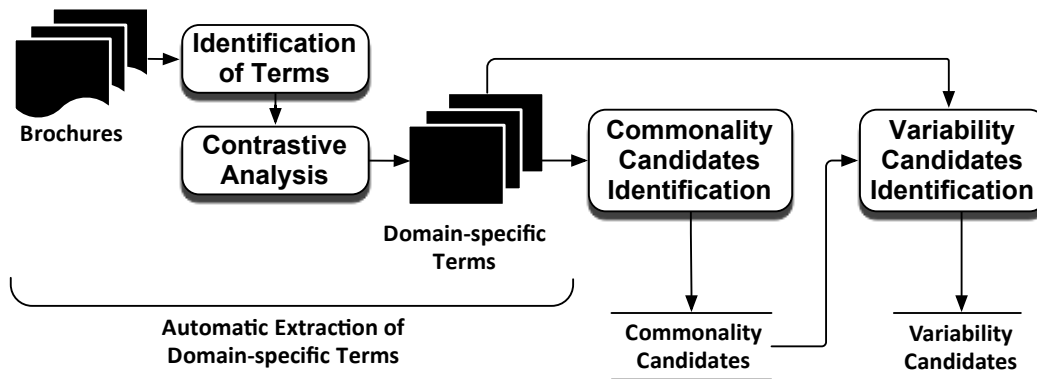 Identification
of Terms
Brochures
Contrastive
Analysis
Domain-specific
Terms
Commonality
Candidates
Identification
Variability
Candidates
Identification
Automatic Extraction of
Domain-specific Terms
Commonality
Candidates
Variability
Candidates